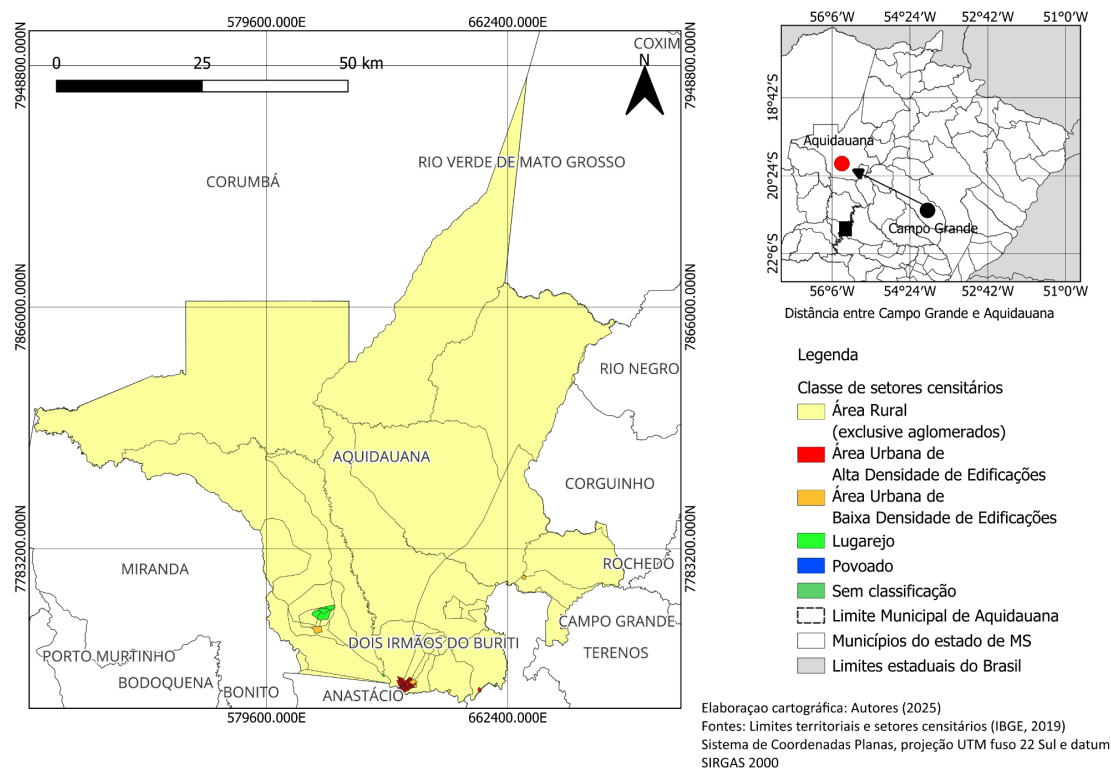 579600.000E
662400.000E
7948800.000N
7866000.000N
7783200.000N
0
25
50 km
COXIM
N
RIO VERDE DE MATO GROSSO
CORUMBÁ
RIO NEGRO
AQUIDAUANA
CORGUINHO
MIRANDA
ROCHEDO
CAMPO GRANDE
DOIS IRMÃOS DO BURITI
TERENOS
PORTO MURTINHO
BODOQUENA
BONITO
ANASTÁCIO
7948800.000N
7866000.000N
7783200.000N
579600.000E
662400.000E
56°6'W
54°24'W
52°42'W
51°0'W
18°42'S
20°24'S
22°6'S
Aquidauana
Campo Grande
18°42'S
20°24'S
22°6'S
56°6'W
54°24'W
52°42'W
51°0'W
Distância entre Campo Grande e Aquidauana
Legenda
Classe de setores censitários
Área Rural
(exclusive aglomerados)
Área Urbana de
Alta Densidade de Edificações
Área Urbana de
Baixa Densidade de Edificações
Lugarejo
Povoado
Sem classificação
Limite Municipal de Aquidauana
Municípios do estado de MS
Limites estaduais do Brasil
Elaboraçao cartográfica: Autores (2025)
Fontes: Limites territoriais e setores censitários (IBGE, 2019)
Sistema de Coordenadas Planas, projeção UTM fuso 22 Sul e datum
SIRGAS 2000